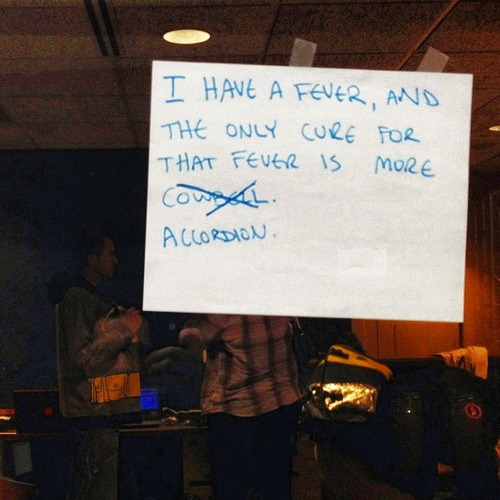 I HAVE A FEVER, AND
THE ONLY CURE FOR
THAT FEVER IS MORE
COWBELL.
ACCORDION.